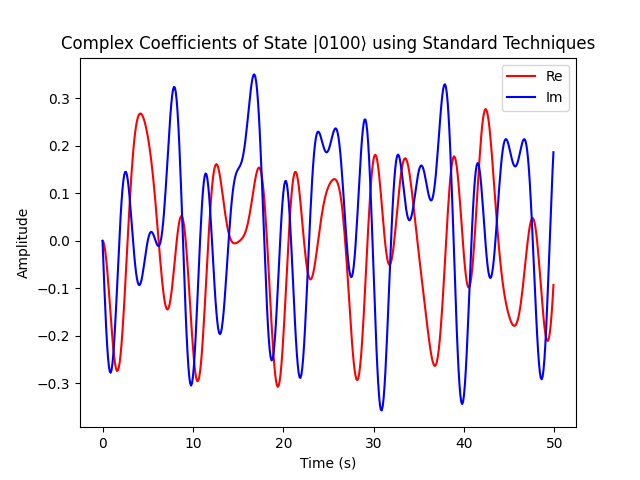 Complex Coefficients of State |0100⟩ using Standard Techniques
Re
Im
Amplitude
0.3
0.2
0.1
0.0
−0.1
−0.2
−0.3
0 10 20 30 40 50
Time (s)